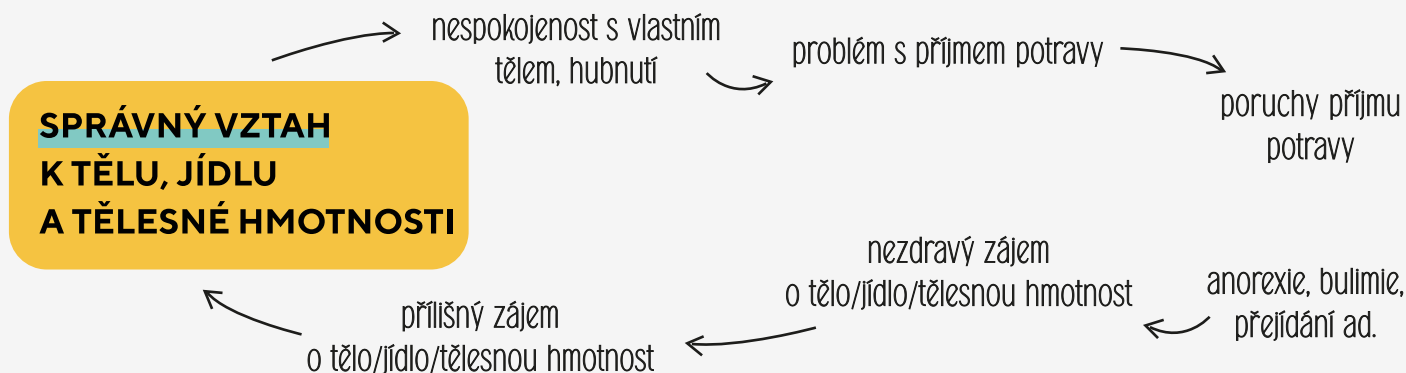 nespokojenost s vlastním
tělem, hubnutí
problém s příjmem potravy
poruchy příjmu
potravy
SPRÁVNÝ VZTAH
K TĚLU, JÍDLU
A TĚLESNÉ HMOTNOSTI
anorexie, bulimie,
přejídání ad.
nezdravý zájem
o tělo/jídlo/tělesnou hmotnost
přílišný zájem
o tělo/jídlo/tělesnou hmotnost